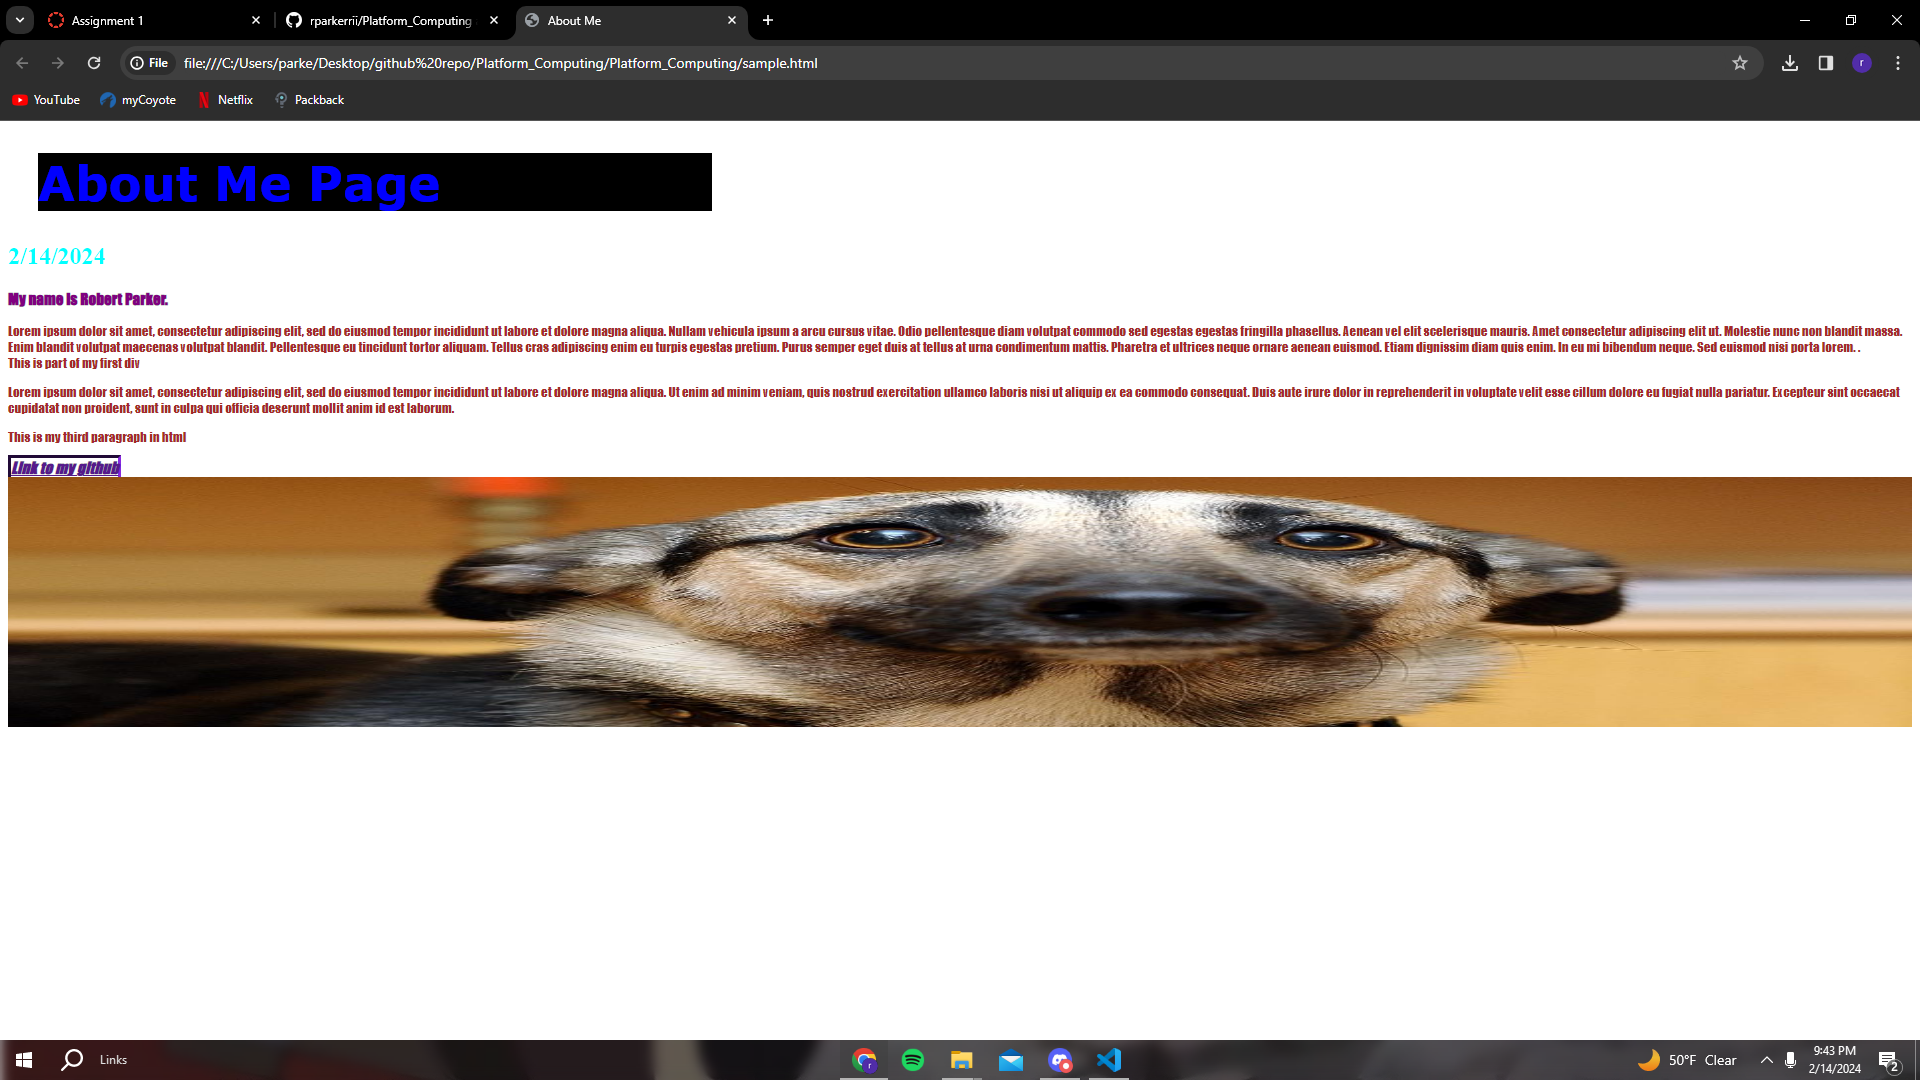 Assignment 1
rparkerrii/Platform_Computing
About Me
File
file:///C:/Users/parke/Desktop/github%20repo/Platform_Computing/Platform_Computing/sample.html
r
YouTube
myCoyote
Netflix
Packback
About Me Page
2/14/2024
My name is Robert Parker.
Lorem ipsum dolor sit amet, consectetur adipiscing elit, sed do eiusmod tempor incididunt ut labore et dolore magna aliqua. Nullam vehicula ipsum a arcu cursus vitae. Odio pellentesque diam volutpat commodo sed egestas egestas fringilla phasellus. Aenean vel elit scelerisque mauris. Amet consectetur adipiscing elit ut. Molestie nunc non blandit massa.
Enim blandit volutpat maecenas volutpat blandit. Pellentesque eu tincidunt tortor aliquam. Tellus cras adipiscing enim eu turpis egestas pretium. Purus semper eget duis at tellus at urna condimentum mattis. Pharetra et ultrices neque ornare aenean euismod. Etiam dignissim diam quis enim. In eu mi bibendum neque. Sed euismod nisi porta lorem. .
This is part of my first div
Lorem ipsum dolor sit amet, consectetur adipiscing elit, sed do eiusmod tempor incididunt ut labore et dolore magna aliqua. Ut enim ad minim veniam, quis nostrud exercitation ullamco laboris nisi ut aliquip ex ea commodo consequat. Duis aute irure dolor in reprehenderit in voluptate velit esse cillum dolore eu fugiat nulla pariatur. Excepteur sint occaecat
cupidatat non proident, sunt in culpa qui officia deserunt mollit anim id est laborum.
This is my third paragraph in html
Link to my github
Links
r
50°F Clear
9:43 PM
2/14/2024
2